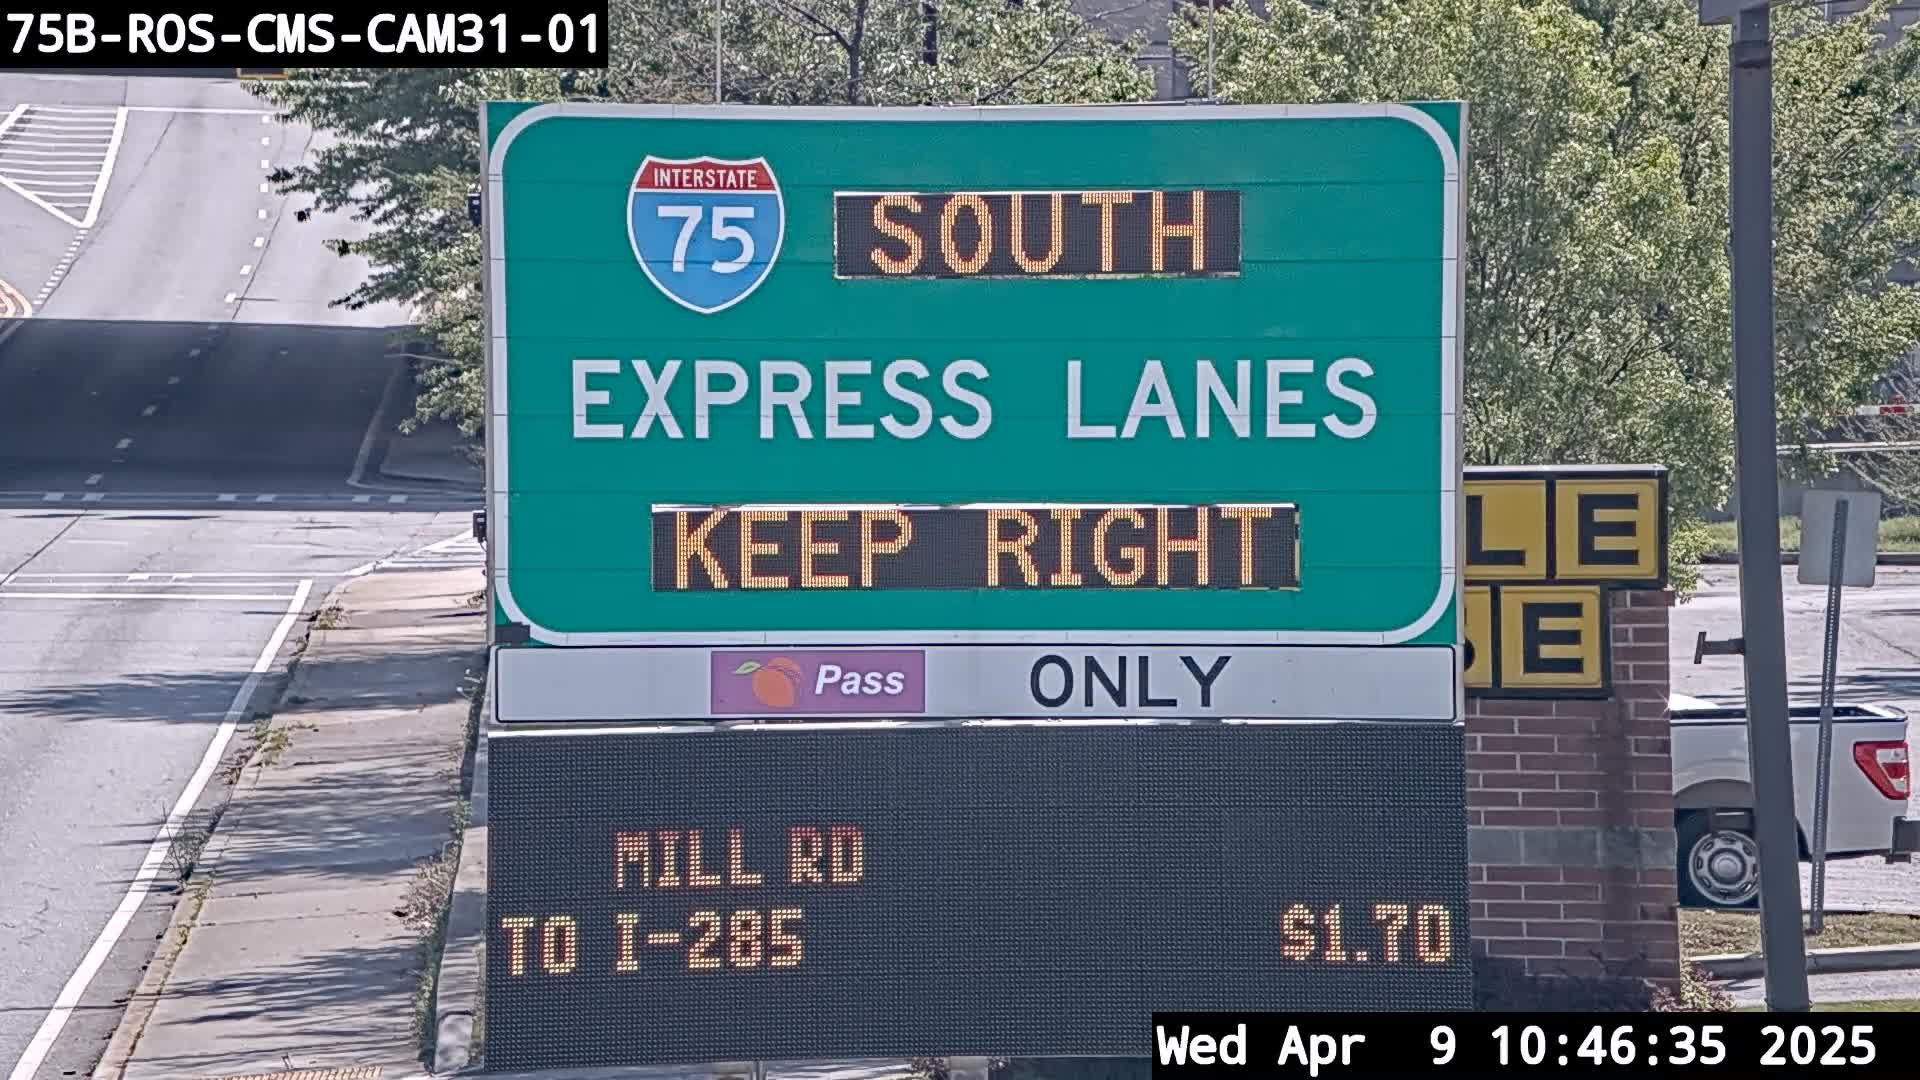 75B-ROS-CMS-CAM31-01
INTERSTATE
75
SOUTH
EXPRESS LANES
KEEP RIGHT
Pass ONLY
MILL RD
TO I-285 $1.70
LE
E
Wed Apr 9 10:46:35 2025